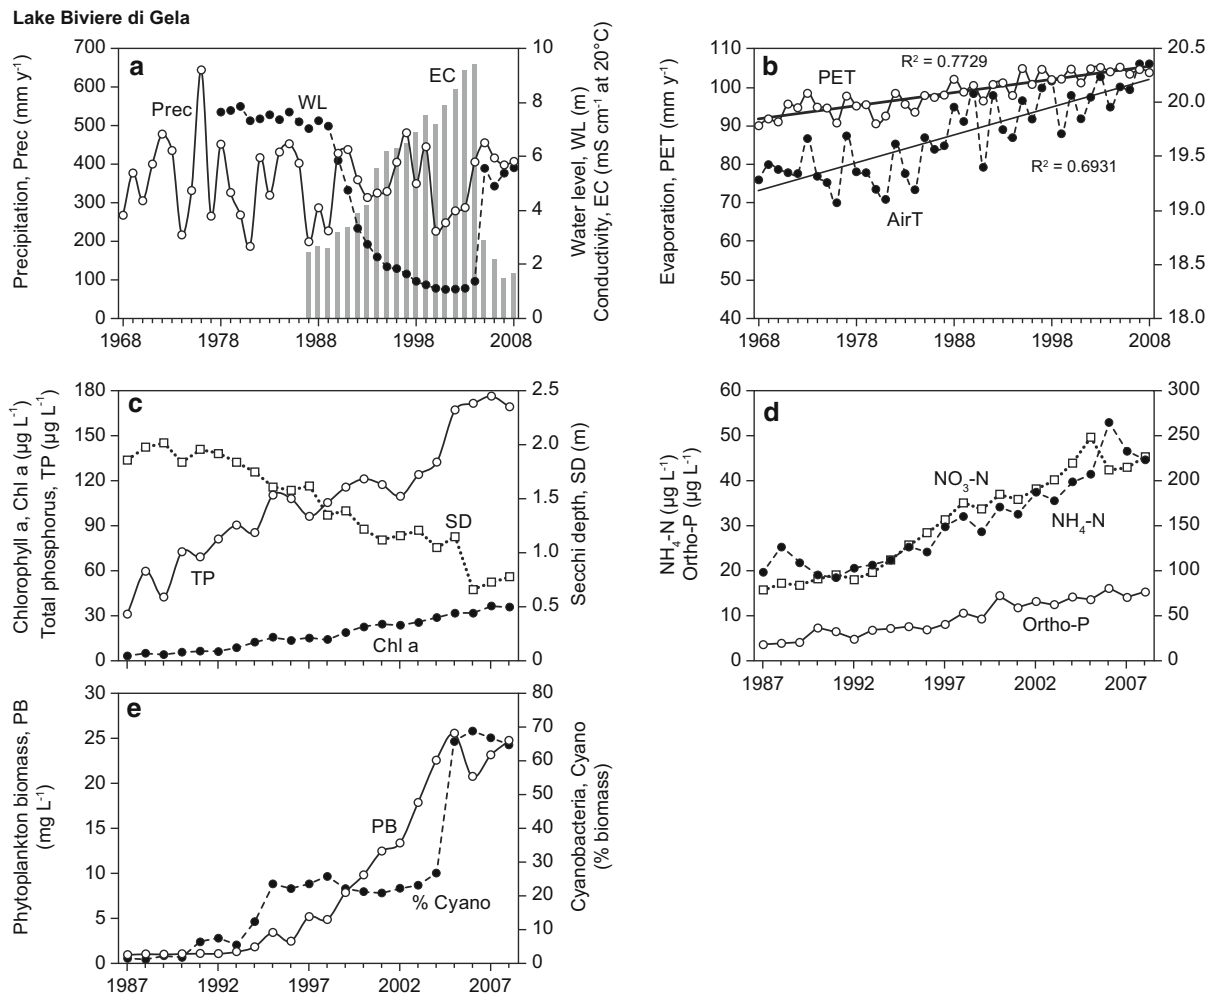 Lake Biviere di Gela
a
Precipitation, Prec (mm y⁻¹)
700
600
500
400
300
200
100
0
Prec
WL
EC
10
8
6
4
2
0
Water level, WL (m)
Conductivity, EC (mS cm⁻¹ at 20°C)
1968
1978
1988
1998
2008
b
Evaporation, PET (mm y⁻¹)
110
100
90
80
70
60
50
40
PET
R² = 0.7729
R² = 0.6931
AirT
20.5
20.0
19.5
19.0
18.5
18.0
1968
1978
1988
1998
2008
c
Chlorophyll a, Chl a (µg L⁻¹)
Total phosphorus, TP (µg L⁻¹)
180
150
120
90
60
30
0
TP
SD
Chl a
2.5
2.0
1.5
1.0
0.5
0
Secchi depth, SD (m)
d
NH₄-N (µg L⁻¹)
Ortho-P (µg L⁻¹)
60
50
40
30
20
10
0
NO₃-N
NH₄-N
Ortho-P
300
250
200
150
100
50
0
1987
1992
1997
2002
2007
e
Phytoplankton biomass, PB
(mg L⁻¹)
30
25
20
15
10
5
0
PB
% Cyano
80
70
60
50
40
30
20
10
0
Cyanobacteria, Cyano
(% biomass)
1987
1992
1997
2002
2007